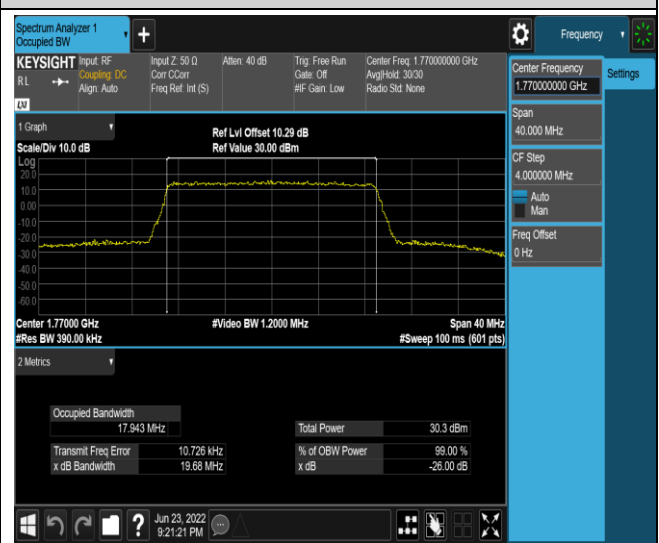 Spectrum Analyzer 1
Occupied BW
Frequency
KEYSIGHT
RL
Input: RF
Coupling: DC
Align: Auto
Input Z: 50 Ω
Corr CCorr
Freq Ref: Int (S)
Atten: 40 dB
Trig: Free Run
Gate: Off
#IF Gain: Low
Center Freq: 1.770000000 GHz
Avg|Hold: 30/30
Radio Std: None
LXI
Center Frequency
1.770000000 GHz
Settings
Span
40.000 MHz
CF Step
4.000000 MHz
Auto
Man
Freq Offset
0 Hz
1 Graph
Scale/Div 10.0 dB
Ref Lvl Offset 10.29 dB
Ref Value 30.00 dBm
Log
20.0
10.0
0.00
-10.0
-20.0
-30.0
-40.0
-50.0
-60.0
Center 1.77000 GHz
#Res BW 390.00 kHz
#Video BW 1.2000 MHz
Span 40 MHz
#Sweep 100 ms (601 pts)
2 Metrics
Occupied Bandwidth
17.943 MHz
Total Power 30.3 dBm
Transmit Freq Error 10.726 kHz
% of OBW Power 99.00 %
x dB Bandwidth 19.68 MHz
x dB -26.00 dB
Jun 23, 2022
9:21:21 PM